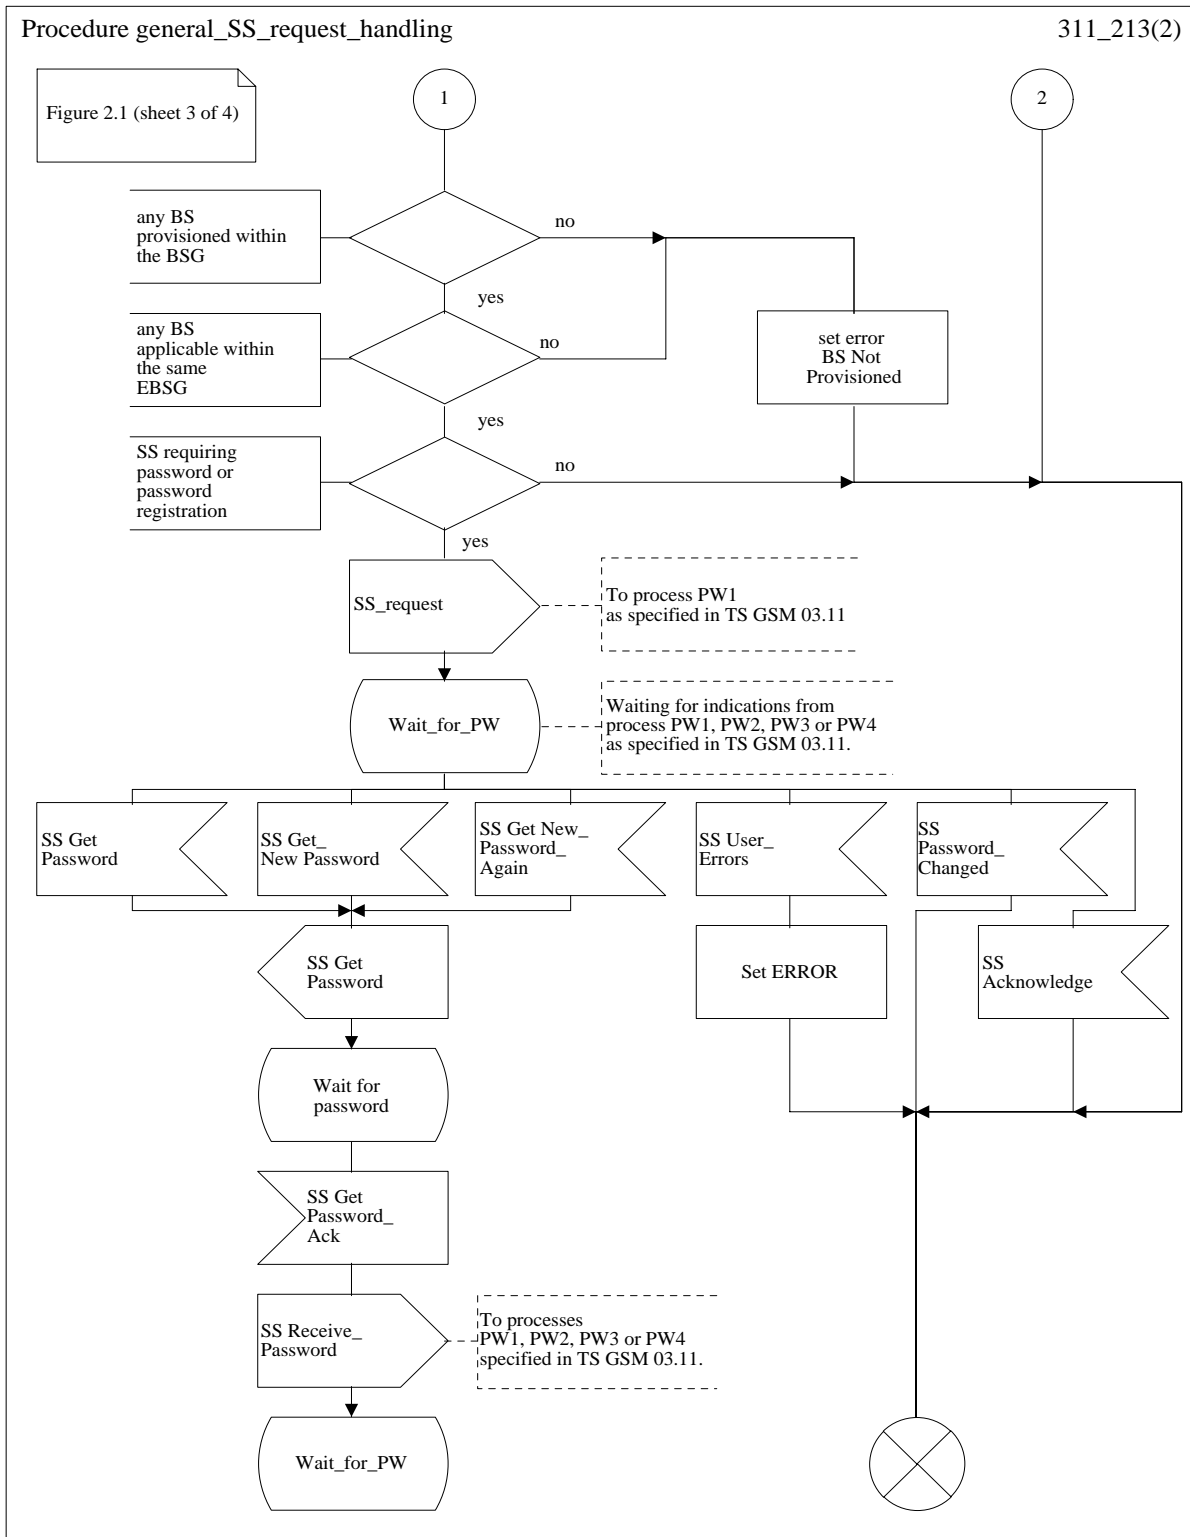 Procedure general_SS_request_handling
311_213(2)
Figure 2.1 (sheet 3 of 4)
1
2
any BS
provisioned within
the BSG
no
yes
any BS
applicable within
the same
EBSG
no
set error
BS Not
Provisioned
yes
SS requiring
password or
password
registration
no
yes
SS_request
To process PW1
as specified in TS GSM 03.11
Wait_for_PW
Waiting for indications from
process PW1, PW2, PW3 or PW4
as specified in TS GSM 03.11.
SS Get
Password
SS Get_
New Password
SS Get New_
Password_
Again
SS User_
Errors
SS
Password_
Changed
SS Get
Password
Set ERROR
SS
Acknowledge
Wait for
password
SS Get
Password_
Ack
SS Receive_
Password
To processes
PW1, PW2, PW3 or PW4
specified in TS GSM 03.11.
Wait_for_PW